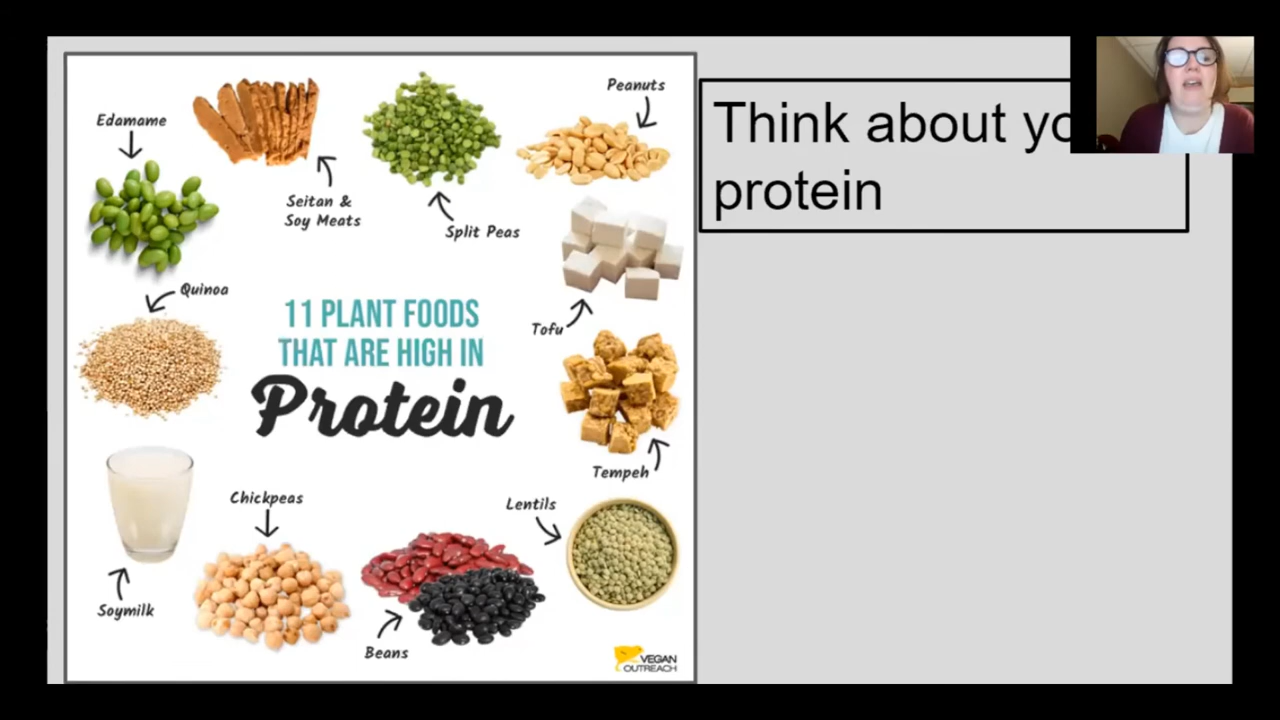 Edamame
Seitan &
Soy Meats
Split Peas
Peanuts
Quinoa
Tofu
11 PLANT FOODS
THAT ARE HIGH IN
Protein
Tempeh
Chickpeas
Lentils
Soymilk
Beans
VEGAN
OUTREACH
Think about
protein